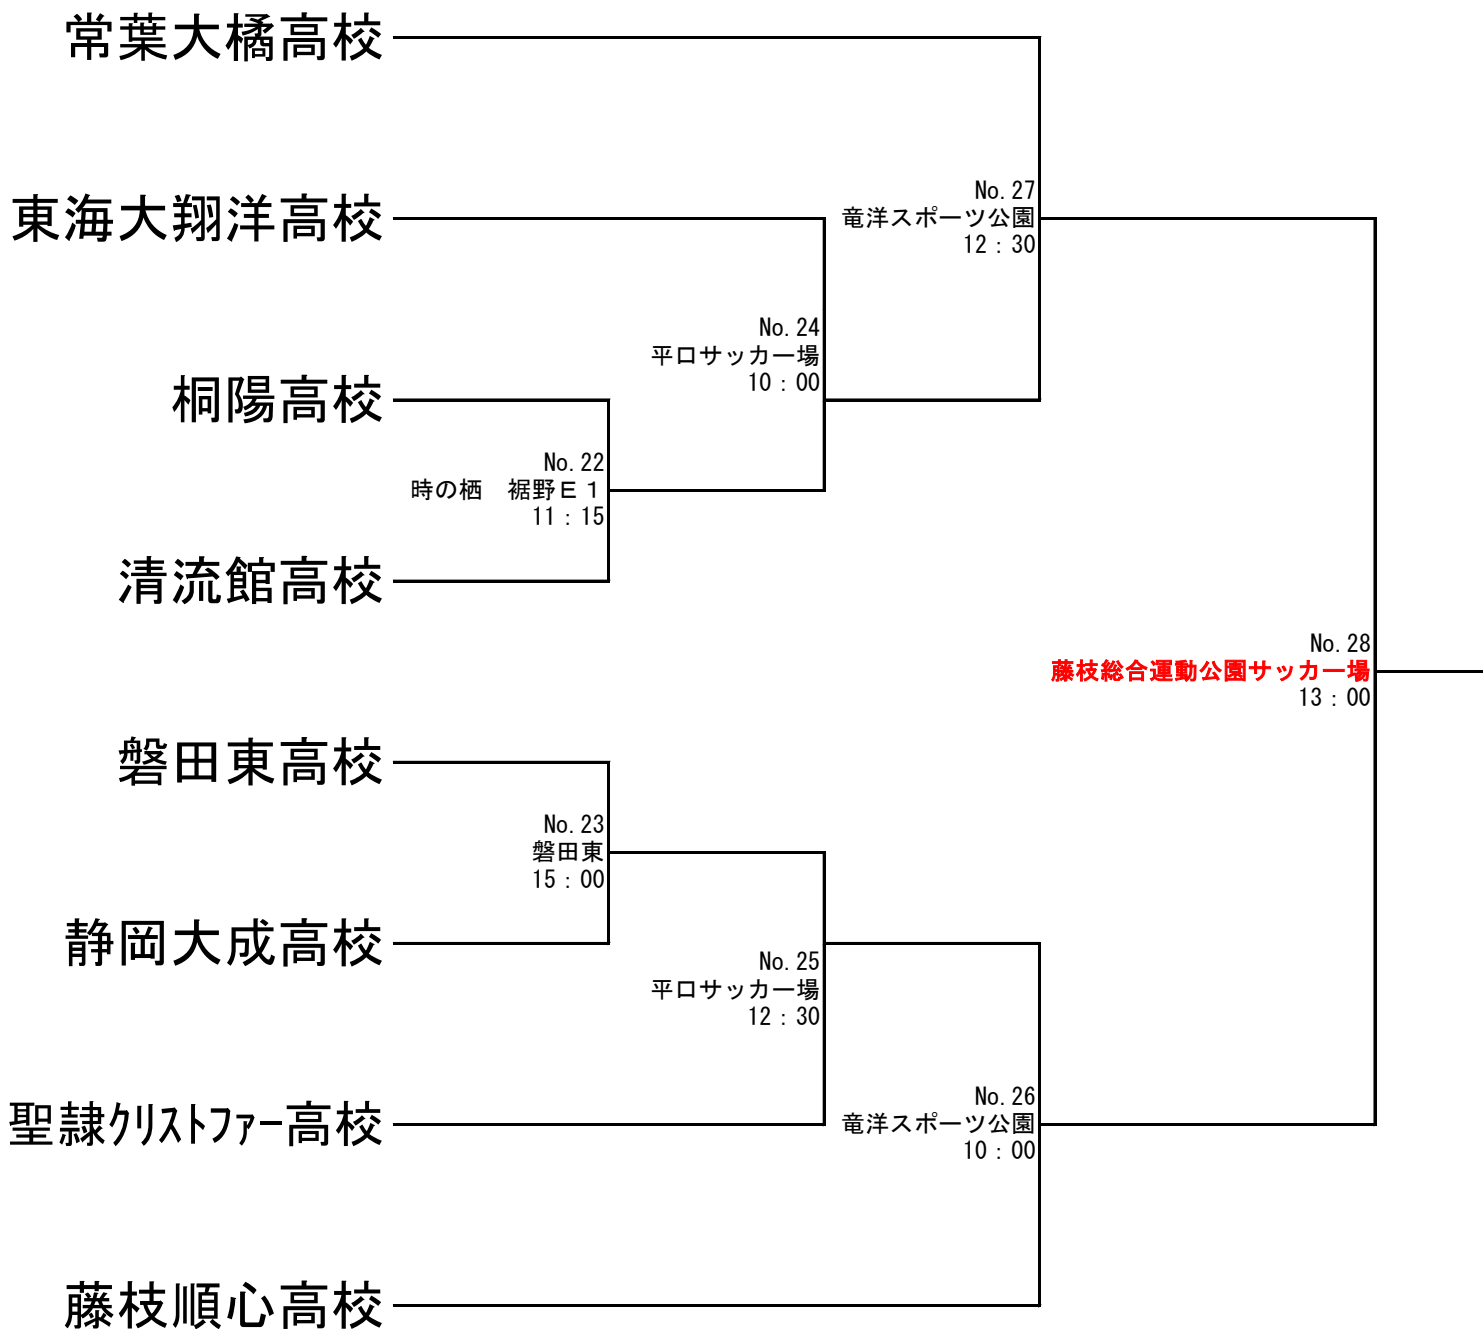 常葉大橘高校
No.27
東海大翔洋高校
竜洋スポーツ公園
12：30
No.24
平口サッカー場
10：00
桐陽高校
No.22
時の栖　裾野Ｅ１
11：15
清流館高校
No.28
藤枝総合運動公園サッカー場
13：00
磐田東高校
No.23
磐田東
15：00
静岡大成高校
No.25
平口サッカー場
12：30
No.26
聖隷ｸﾘｽﾄﾌｧｰ高校
竜洋スポーツ公園
10：00
藤枝順心高校